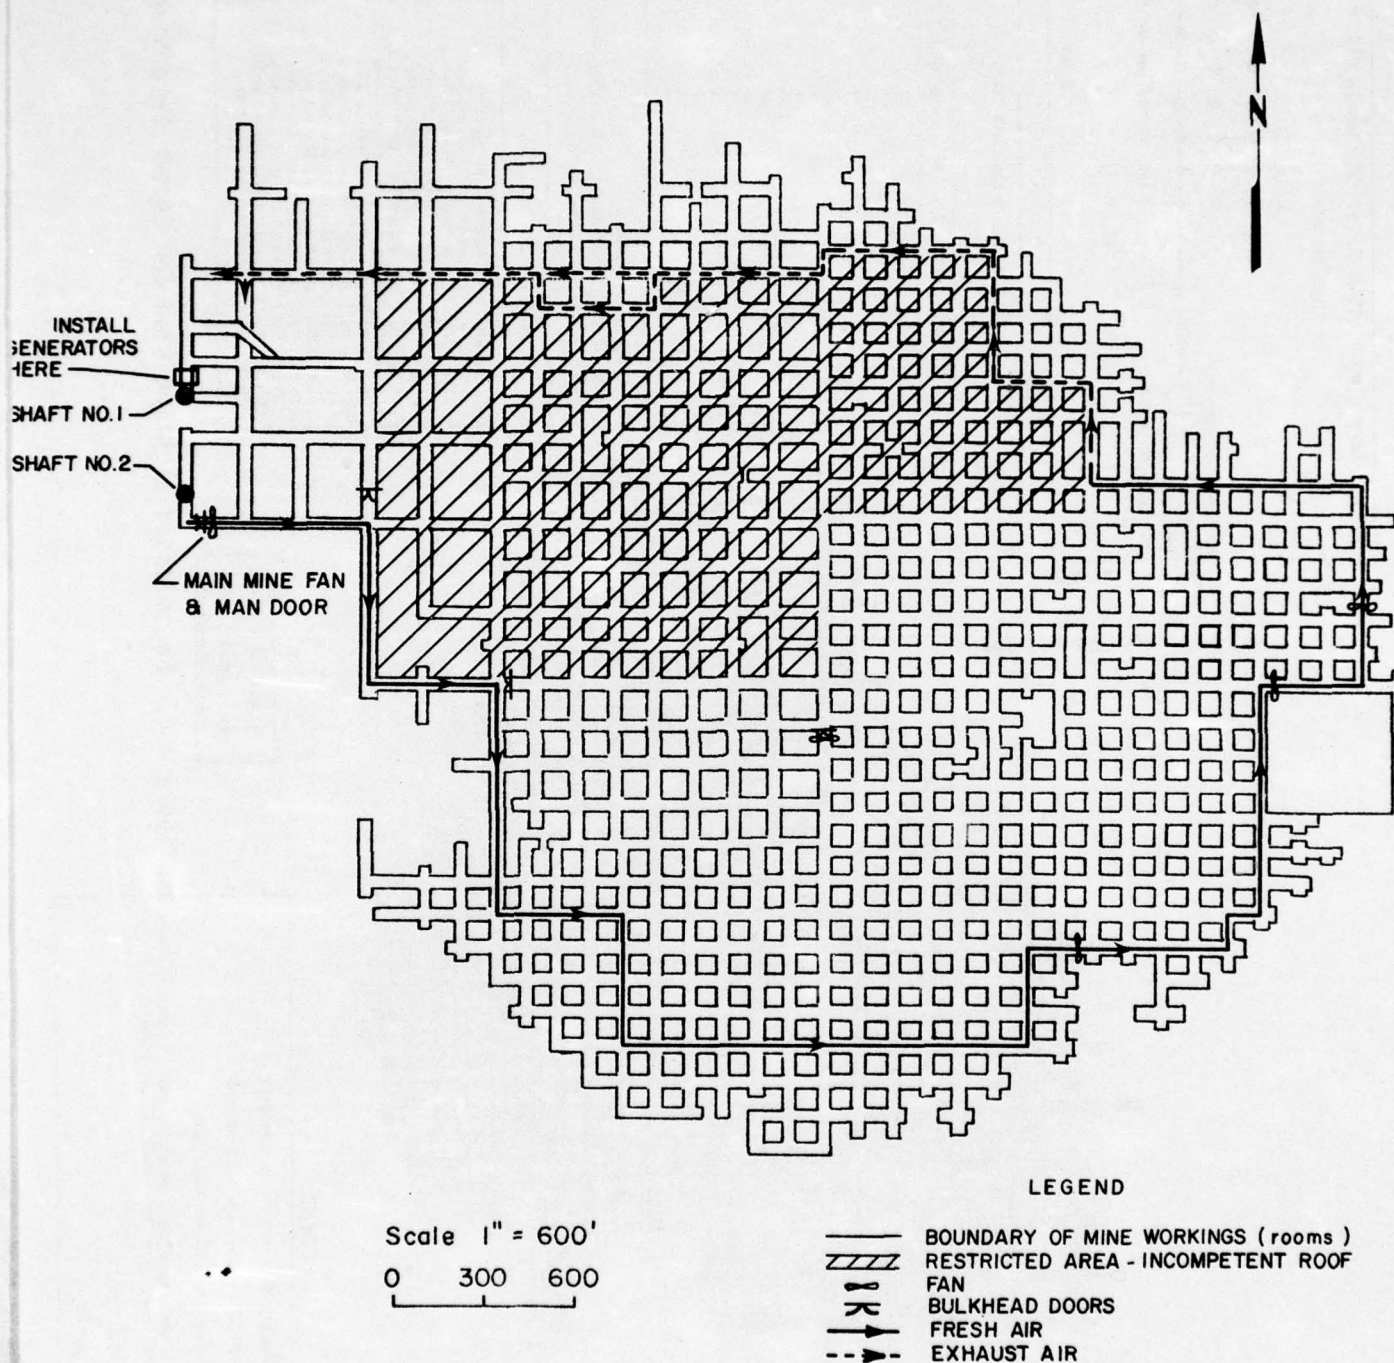 N
INSTALL
GENERATORS
HERE
SHAFT NO.1
SHAFT NO.2
MAIN MINE FAN
& MAN DOOR
LEGEND
Scale 1" = 600'
0 300 600
BOUNDARY OF MINE WORKINGS (rooms)
RESTRICTED AREA - INCOMPETENT ROOF
FAN
BULKHEAD DOORS
FRESH AIR
EXHAUST AIR